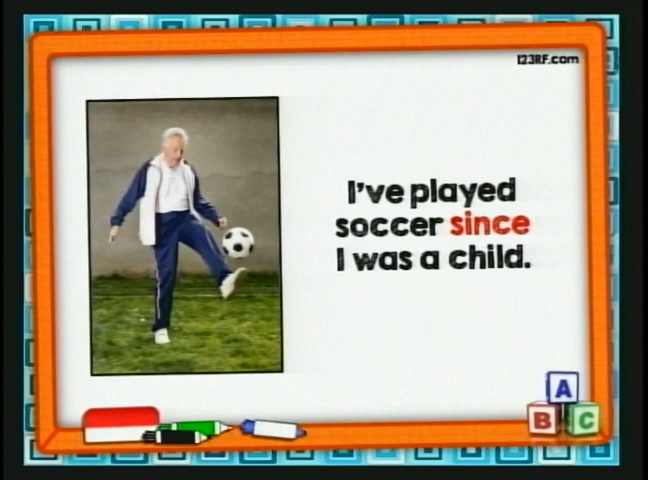 123RF.com
I've played
soccer since
I was a child.
A
B C